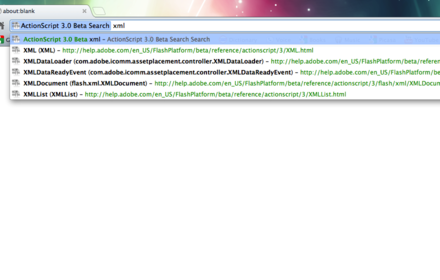 about:blank
ActionScript 3.0 Beta Search xml
ActionScript 3.0 Beta xml – ActionScript 3.0 Beta Search Search
XML (XML) – http://help.adobe.com/en_US/FlashPlatform/beta/reference/actionscript/3/XML.html
XMLDataLoader (com.adobe.icomm.assetplacement.controller.XMLDataLoader) – http://help.adobe.com/en_US/FlashPlatform/b
XMLDataReadyEvent (com.adobe.icomm.assetplacement.controller.XMLDataReadyEvent) – http://help.adobe.com/en_US/Flas
XMLDocument (flash.xml.XMLDocument) – http://help.adobe.com/en_US/FlashPlatform/beta/reference/actionscript/3/flash/xml/XMLDocum
XMLList (XMLList) – http://help.adobe.com/en_US/FlashPlatform/beta/reference/actionscript/3/XMLList.html